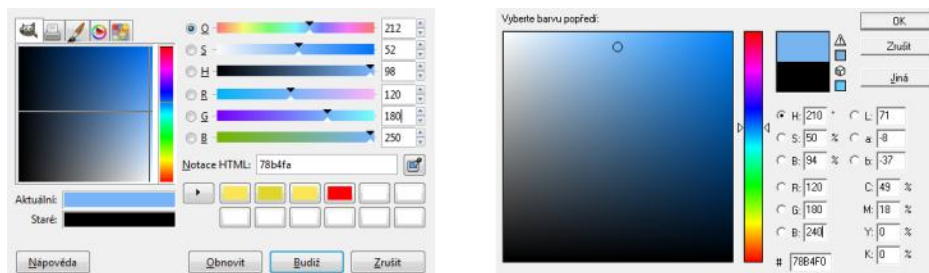 O 212
S 52
H 98
R 120
G 180
B 250
Notace HTML: 78b4fa
Aktuální:
Staré:
Nápověda Obnovit Budiž Zrušit
Vyberte barvu popředí:
OK
Zrušit
Jiná
H: 210 ° L: 71
S: 50 % a: -8
B: 94 % b: -37
R: 120 C: 49 %
G: 180 M: 18 %
B: 240 Y: 0 %
K: 0 %
# 78B4F0